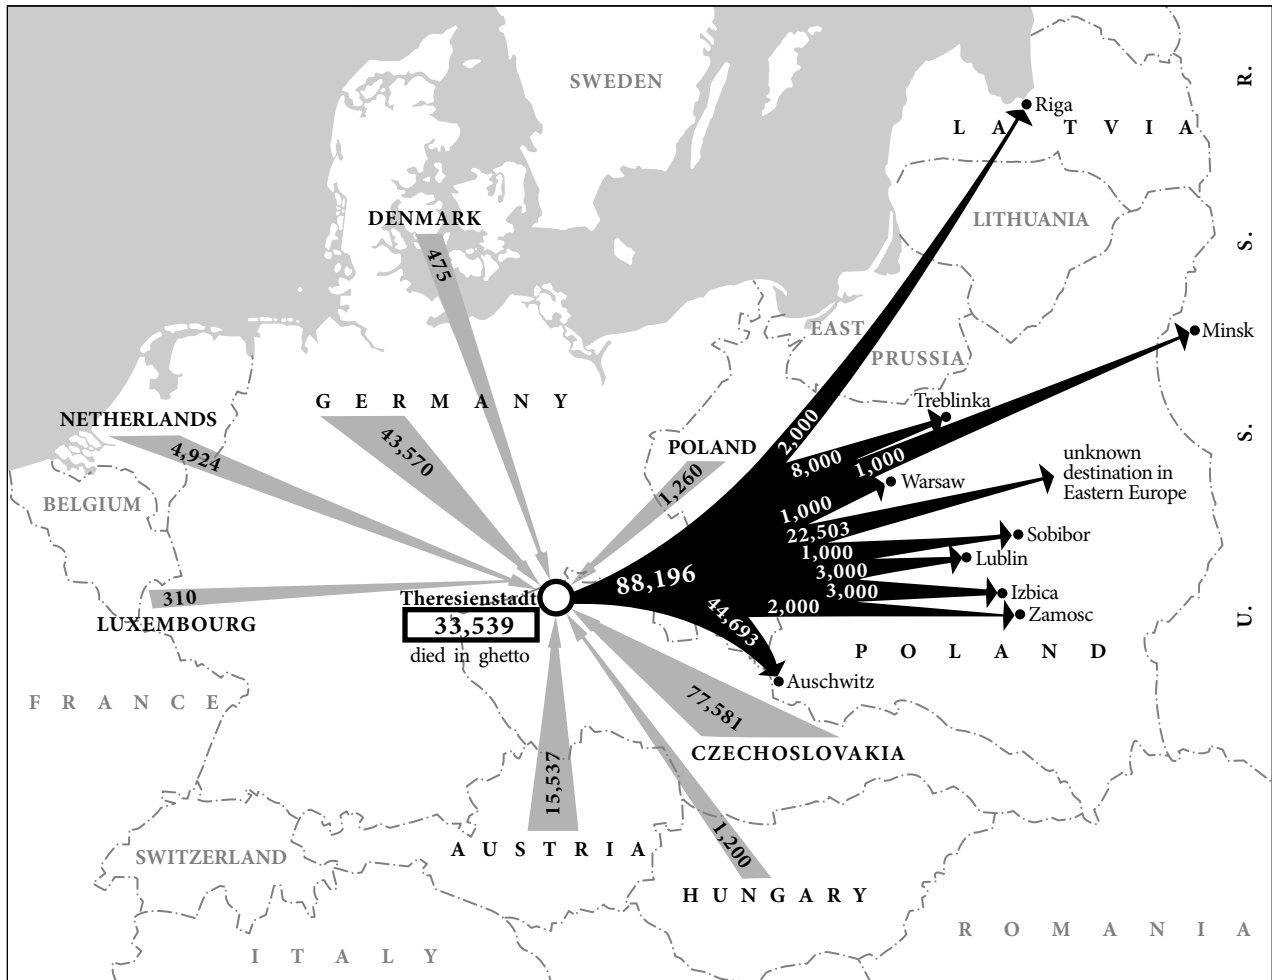 SWEDEN
R.
Riga
L A T V I A
DENMARK
LITHUANIA
S.
475
EAST
PRUSSIA
Minsk
NETHERLANDS
G E R M A N Y
Treblinka
4,924
43,570
POLAND
2,000
8,000
1,000
S.
unknown
destination in
Eastern Europe
BELGIUM
1,260
Warsaw
1,000
22,503
Sobibor
1,000
Lublin
3,000
88,196
310
Theresienstadt
3,000
Izbica
LUXEMBOURG
33,539
44,693
2,000
Zamosc
U.
died in ghetto
P O L A N D
Auschwitz
F R A N C E
77,581
CZECHOSLOVAKIA
15,537
1,200
SWITZERLAND
A U S T R I A
H U N G A R Y
I T A L Y
R O M A N I A